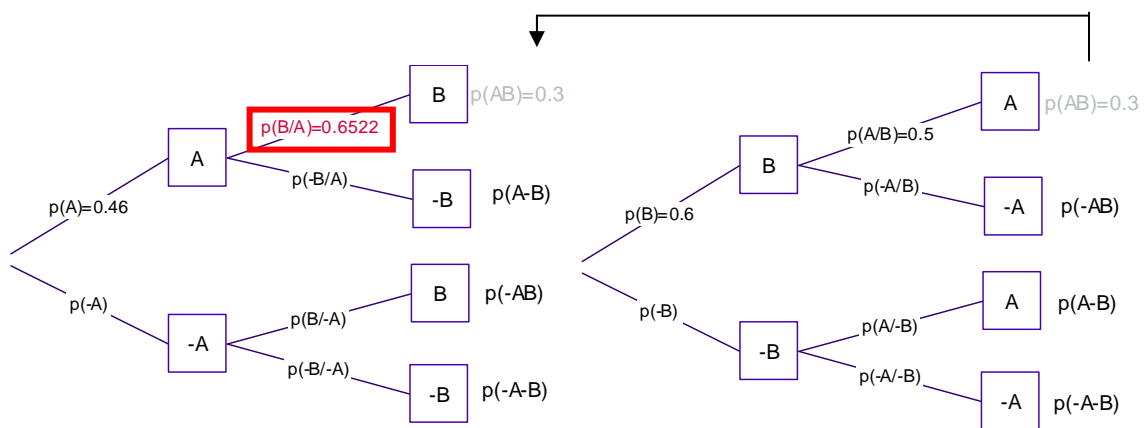 B
p(AB)=0.3
p(B/A)=0.6522
A
p(-B/A)
-B
p(A-B)
p(A)=0.46
p(-A)
B
p(-AB)
p(B/-A)
-A
p(-B/-A)
-B
p(-A-B)
A
p(AB)=0.3
p(A/B)=0.5
B
p(-A/B)
-A
p(-AB)
p(B)=0.6
p(-B)
A
p(A-B)
p(A/-B)
-B
p(-A/-B)
-A
p(-A-B)